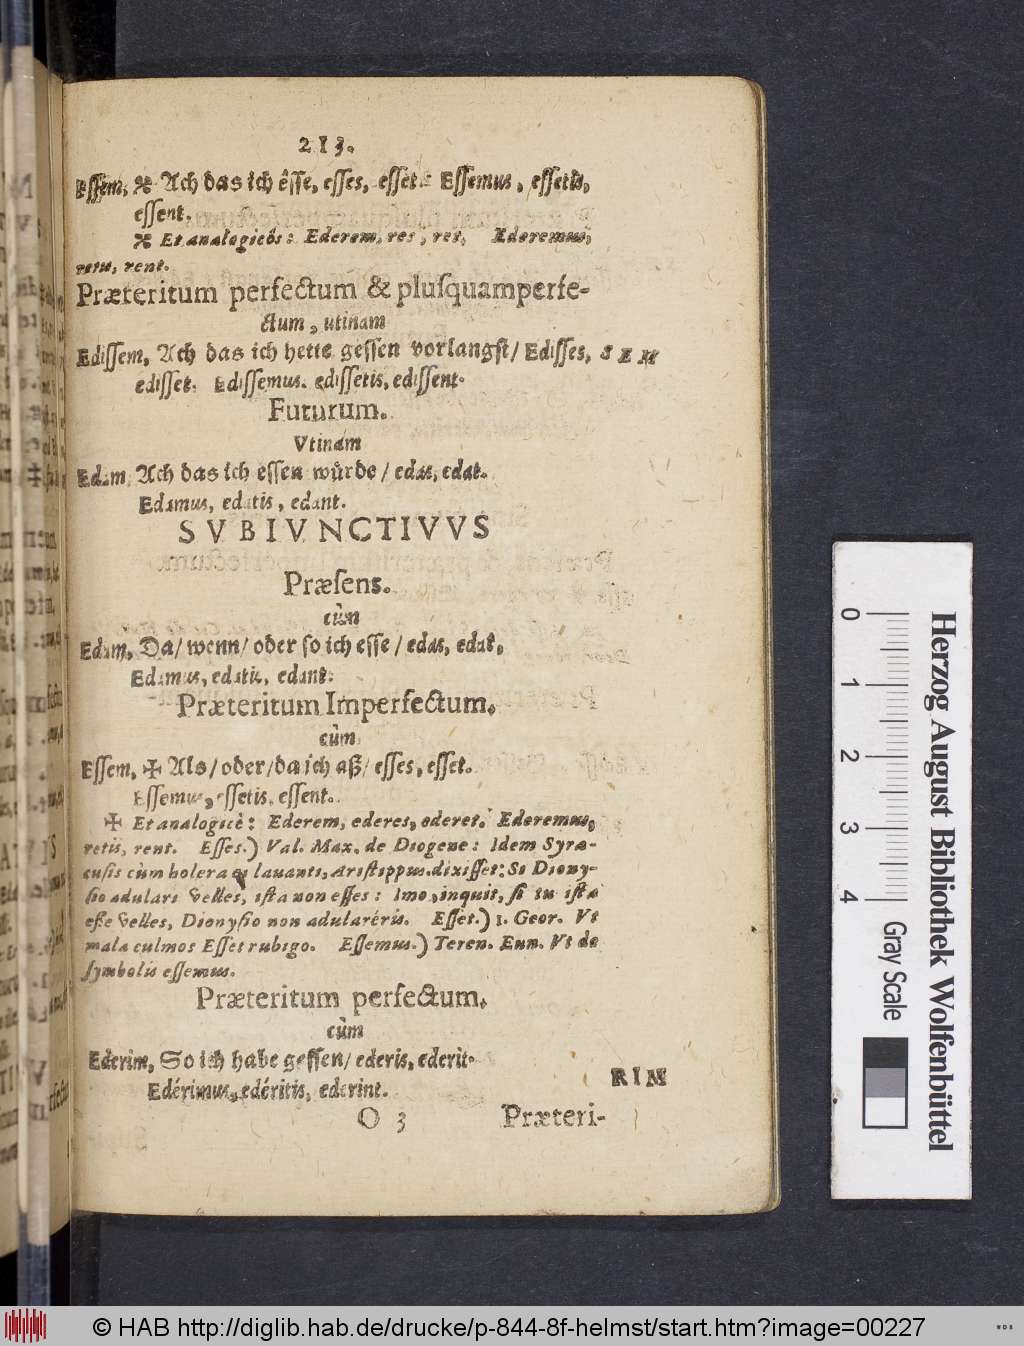 213.
Essem, ✠ Ach das ich êsse, esses, esset. Essemus, essetis,
essent.
✠ Et analogicôs: Ederem, res, res, Ederemus,
retis, rent.
Præteritum perfectum & plusquamperfe-
ctum, utinam
Edissem, Ach das ich hette gessen vorlangst/ Edisses, SEM
edisset. Edissemus. edissetis, edissent.
Futurum.
Vtinam
Edam, Ach das ich essen wůrde/ edas, edat.
Edamus, edatis, edant.
SVBIVNCTIVVS
Præsens.
cùm
Edam, Da/ wenn/ oder so ich esse/ edas, edat,
Edamus, edatis, edant.
Præteritum Imperfectum.
cùm
Essem, ✠ Als/ oder/ da ich aß/ esses, esset.
Essemus, essetis, essent.
✠ Et analogicè: Ederem, ederes, ederet. Ederemus,
retis, rent. Esses.) Val. Max. de Diogene: Idem Syra-
cusis cùm holera ei lavanti, Aristippus dixisset: Si Diony-
sio adulari velles, ista non esses: Imo, inquit, si tu ista
esse velles, Dionysio non adularéris. Esset.) 1. Geor. Vt
mala culmos Esset rubigo. Essemus.) Teren. Eun. Vt de
symbolis essemus.
Præteritum perfectum.
cùm
Ederim, So ich habe gessen/ ederis, ederit. RIM
Edérimus, edéritis, ederint.
O 3 Præteri-
0 1 2 3 4
Gray Scale
Herzog August Bibliothek Wolfenbüttel
© HAB http://diglib.hab.de/drucke/p-844-8f-helmst/start.htm?image=00227